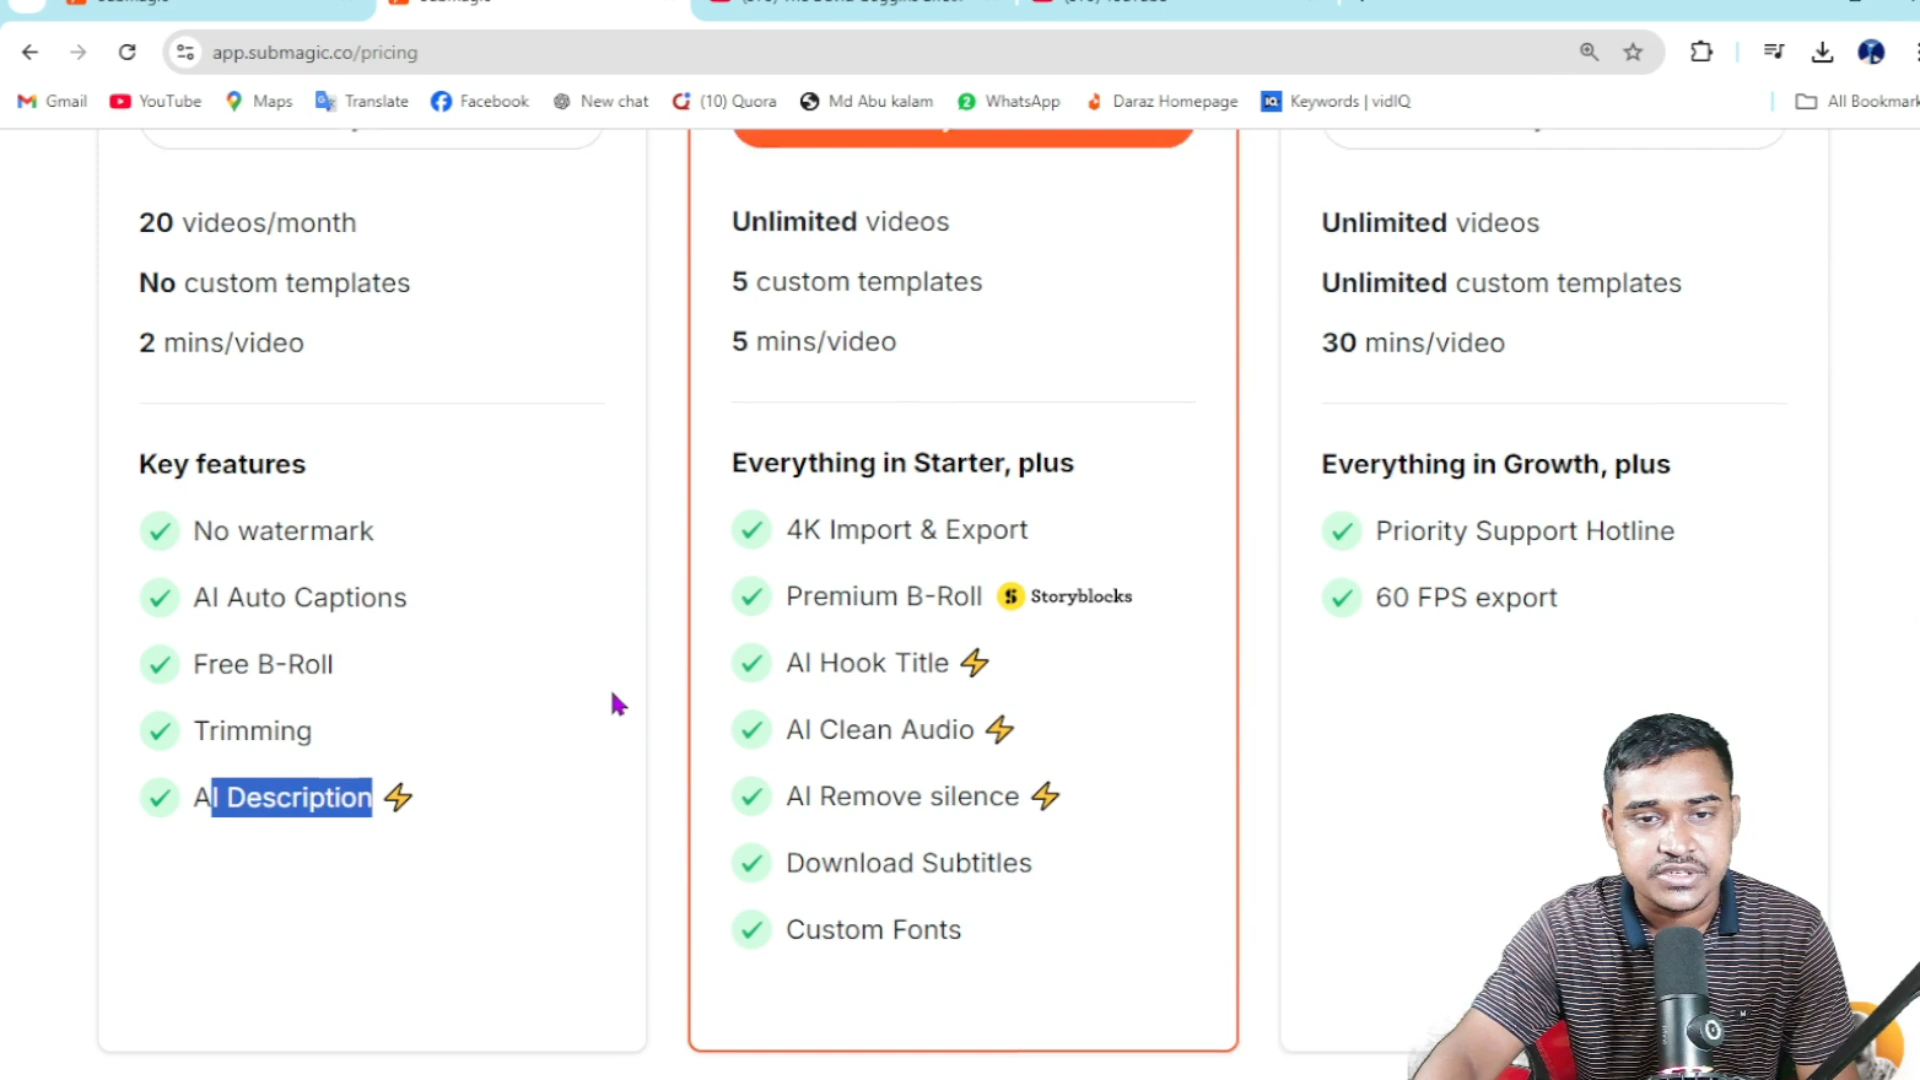 app.submagic.co/pricing
Gmail
YouTube
Maps
Translate
Facebook
New chat
(10) Quora
Md Abu kalam
WhatsApp
Daraz Homepage
Keywords | vidIQ
All Bookmark
20 videos/month
No custom templates
2 mins/video
Key features
No watermark
AI Auto Captions
Free B-Roll
Trimming
AI Description
Unlimited videos
5 custom templates
5 mins/video
Everything in Starter, plus
4K Import & Export
Premium B-Roll Storyblocks
AI Hook Title
AI Clean Audio
AI Remove silence
Download Subtitles
Custom Fonts
Unlimited videos
Unlimited custom templates
30 mins/video
Everything in Growth, plus
Priority Support Hotline
60 FPS export